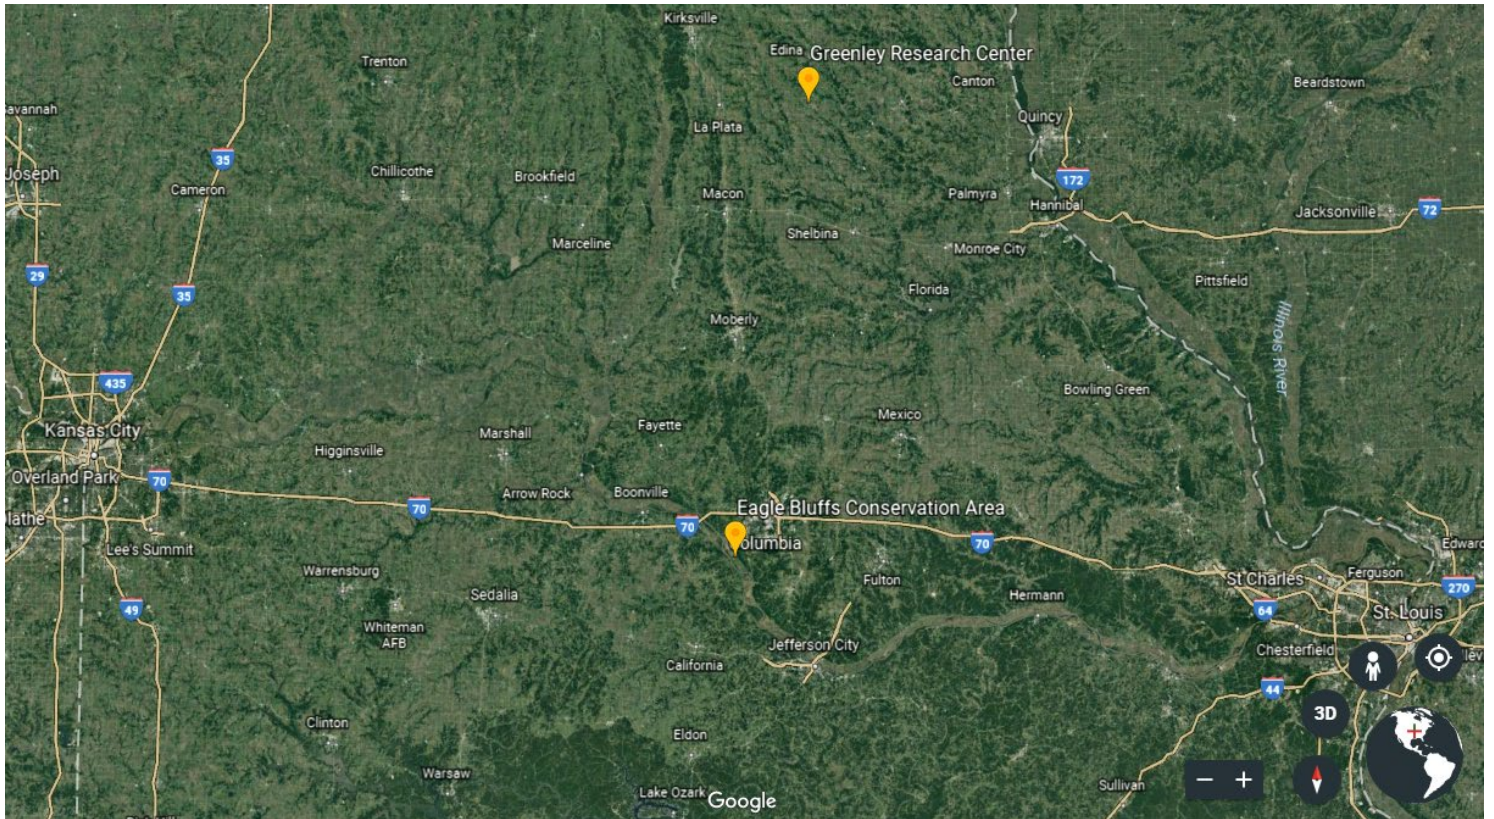 Kirksville
Edina
Greenley Research Center
Trenton
Canton
Beardstown
Savannah
Quincy
La Plata
35
Joseph
Cameron
Chillicothe
Brookfield
Macon
Palmyra
172
Hannibal
Jacksonville
72
Shelbina
Marceline
Monroe City
29
Pittsfield
35
Florida
Illinois River
Moberly
435
Bowling Green
Mexico
Kansas City
Marshall
Fayette
Higginsville
Overland Park
70
Arrow Rock
Boonville
70
Eagle Bluffs Conservation Area
lathe
70
70
olumbia
Edward
Lee's Summit
Warrensburg
Fulton
St Charles
Ferguson
270
Sedalia
Hermann
49
64
St. Louis
Whiteman
AFB
Jefferson City
Chesterfield
California
44
3D
Clinton
Eldon
Warsaw
Sullivan
Lake Ozark
Google